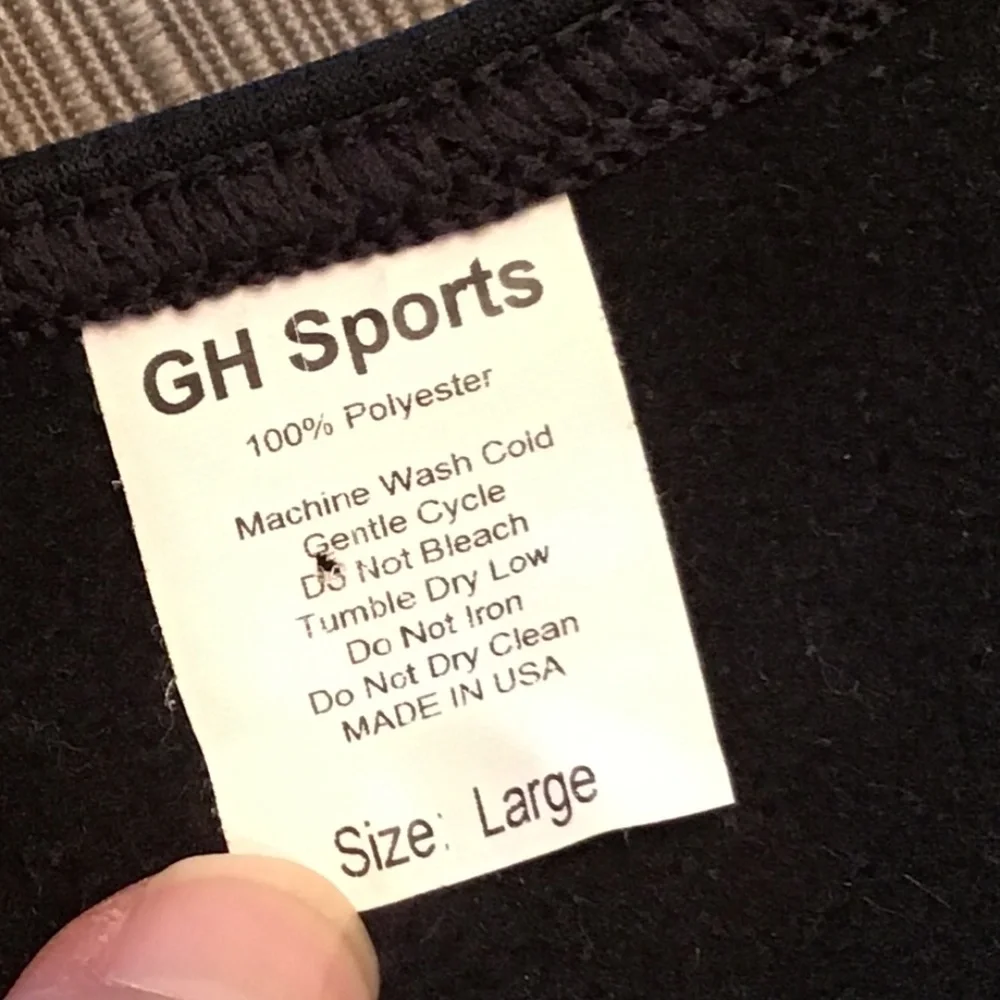 GH Sports
100% Polyester
Machine Wash Cold
Gentle Cycle
Do Not Bleach
Tumble Dry Low
Do Not Iron
Do Not Dry Clean
MADE IN USA
Size: Large